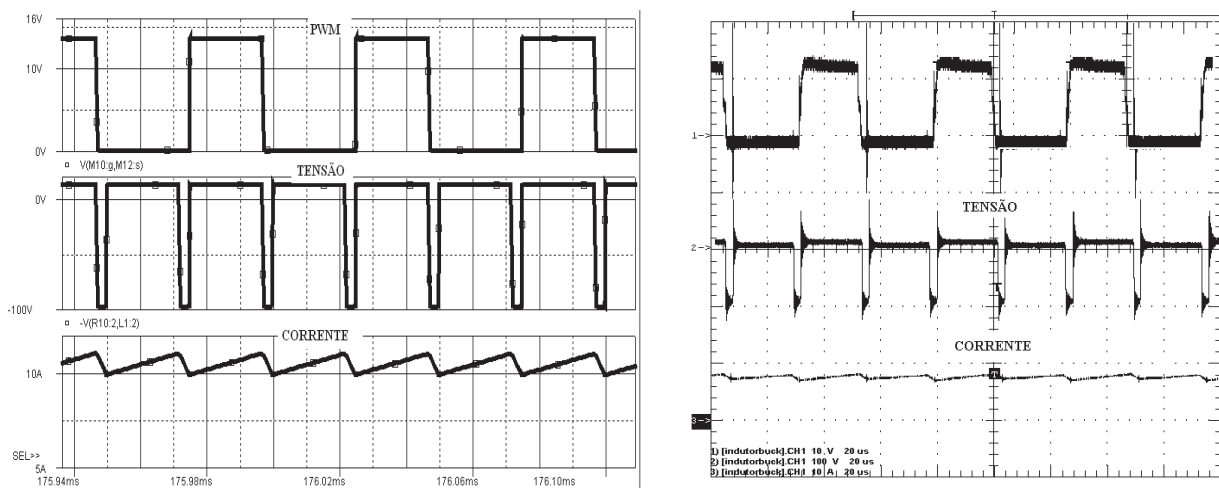 16V
PWM
10V
0V
V(M10:g,M12:s)
TENSÃO
0V
-100V
-V(R10:2,L1:2)
CORRENTE
10A
SEL>>
5A
175.94ms
175.98ms
176.02ms
176.06ms
176.10ms
1->
TENSÃO
2->
CORRENTE
3->
1) [indutorbuck].CH1 10 V 20 us
2) [indutorbuck].CH1 100 V 20 us
3) [indutorbuck].CH1 10 A 20 us